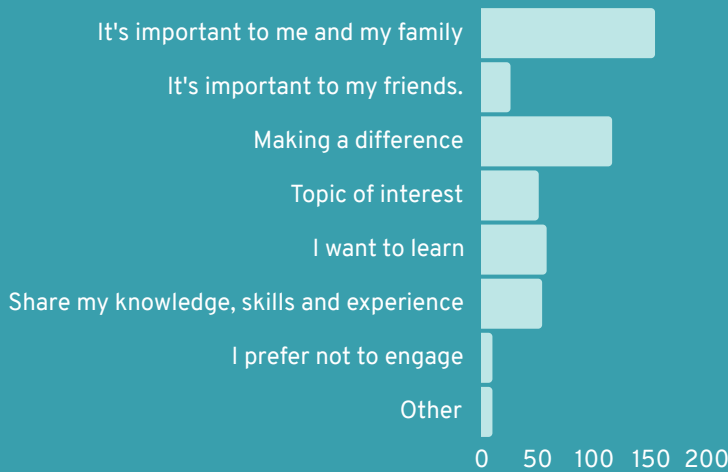 It's important to me and my family
It's important to my friends.
Making a difference
Topic of interest
I want to learn
Share my knowledge, skills and experience
I prefer not to engage
Other
0 50 100 150 200